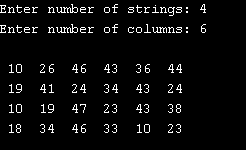 Enter number of strings: 4
Enter number of columns: 6
10 26 46 43 36 44
19 41 24 34 43 24
10 19 47 23 43 38
18 34 46 33 10 23